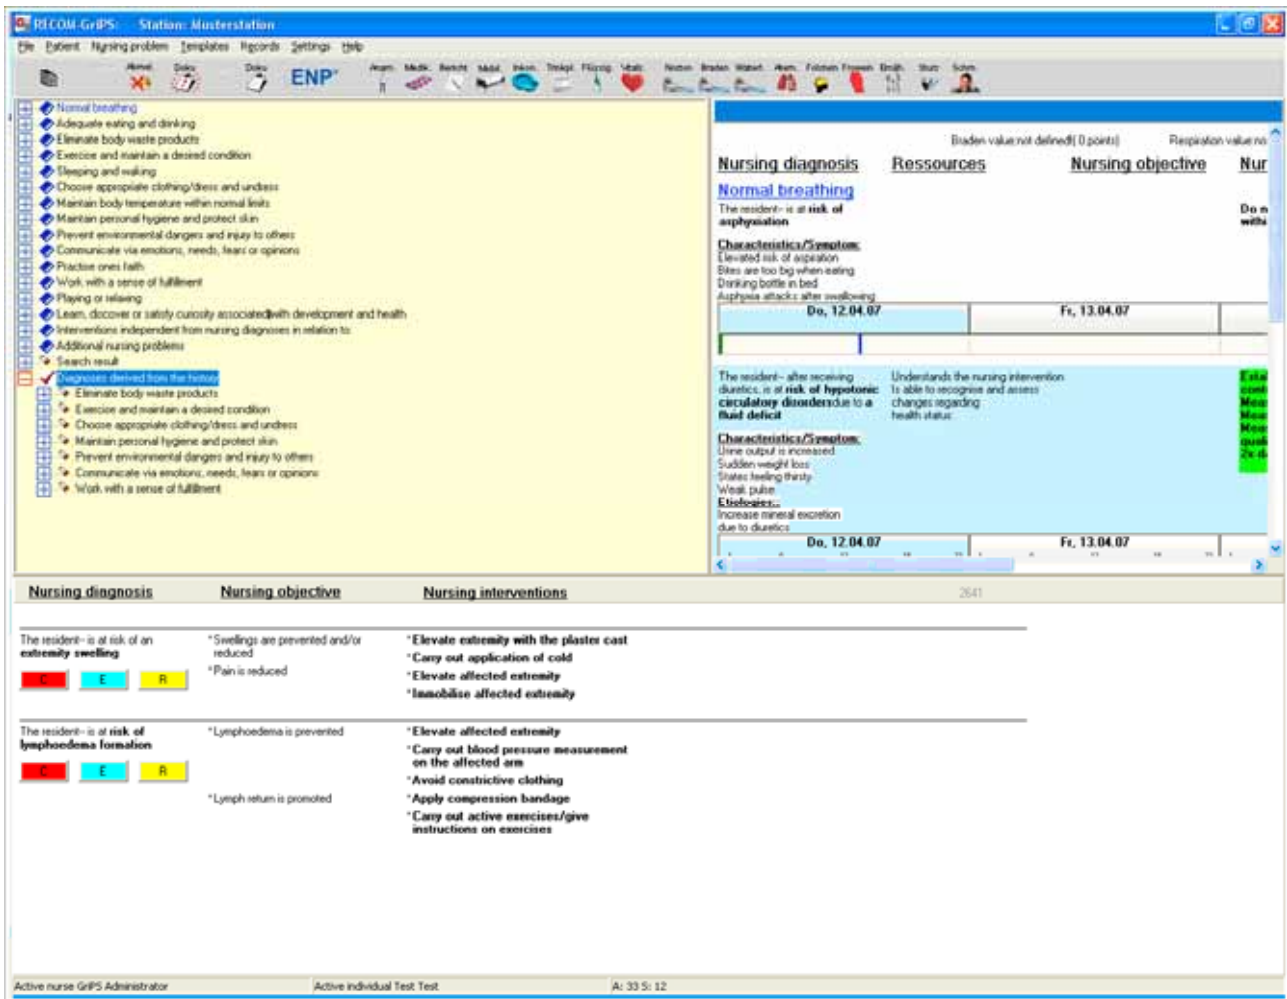 RECOM-GriPS: Station: Musterstation
File Patient Nursing problem Templates Records Settings Help
ENP
Normal breathing
Adequate eating and drinking
Eliminate body waste products
Exercise and maintain a desired condition
Sleeping and waking
Choose appropriate clothing/dress and undress
Maintain body temperature within normal limits
Maintain personal hygiene and protect skin
Prevent environmental dangers and injury to others
Communicate via emotions, needs, fears or opinions
Practise ones faith
Work with a sense of fulfillment
Playing or relaxing
Learn, discover or satisfy curiosity associated with development and health
Interventions independent from nursing diagnoses in relation to:
Additional nursing problems
Search result
Diagnoses derived from the history
Eliminate body waste products
Exercise and maintain a desired condition
Choose appropriate clothing/dress and undress
Maintain personal hygiene and protect skin
Prevent environmental dangers and injury to others
Communicate via emotions, needs, fears or opinions
Work with a sense of fulfillment
Braden value:not defined!( 0 points) Respiration value:no
Nursing diagnosis Ressources Nursing objective Nur
Normal breathing
The resident~ is at risk of
asphyxiation
Do n
withi
Characteristics/Symptom:
Elevated risk of aspiration
Bites are too big when eating
Drinking bottle in bed
Asphyxia attacks after swallowing
Do, 12.04.07 Fr, 13.04.07
The resident~ after receiving
diuretics, is at risk of hypotonic
circulatory disorders due to a
fluid deficit
Understands the nursing intervention
Is able to recognise and assess
changes regarding
health status
Characteristics/Symptom:
Urine output is increased
Sudden weight loss
States feeling thirsty
Weak pulse
Etiologies:
Increase mineral excretion
due to diuretics
2x d
Do, 12.04.07 Fr, 13.04.07
Nursing diagnosis Nursing objective Nursing interventions 2641
The resident~ is at risk of an
extremity swelling
C E R
*Swellings are prevented and/or
reduced
*Pain is reduced
*Elevate extremity with the plaster cast
*Carry out application of cold
*Elevate affected extremity
*Immobilise affected extremity
The resident~ is at risk of
lymphoedema formation
C E R
*Lymphoedema is prevented
*Lymph return is promoted
*Elevate affected extremity
*Carry out blood pressure measurement
on the affected arm
*Avoid constrictive clothing
*Apply compression bandage
*Carry out active exercises/give
instructions on exercises
Active nurse GriPS Administrator Active individual Test Test A: 33 S: 12